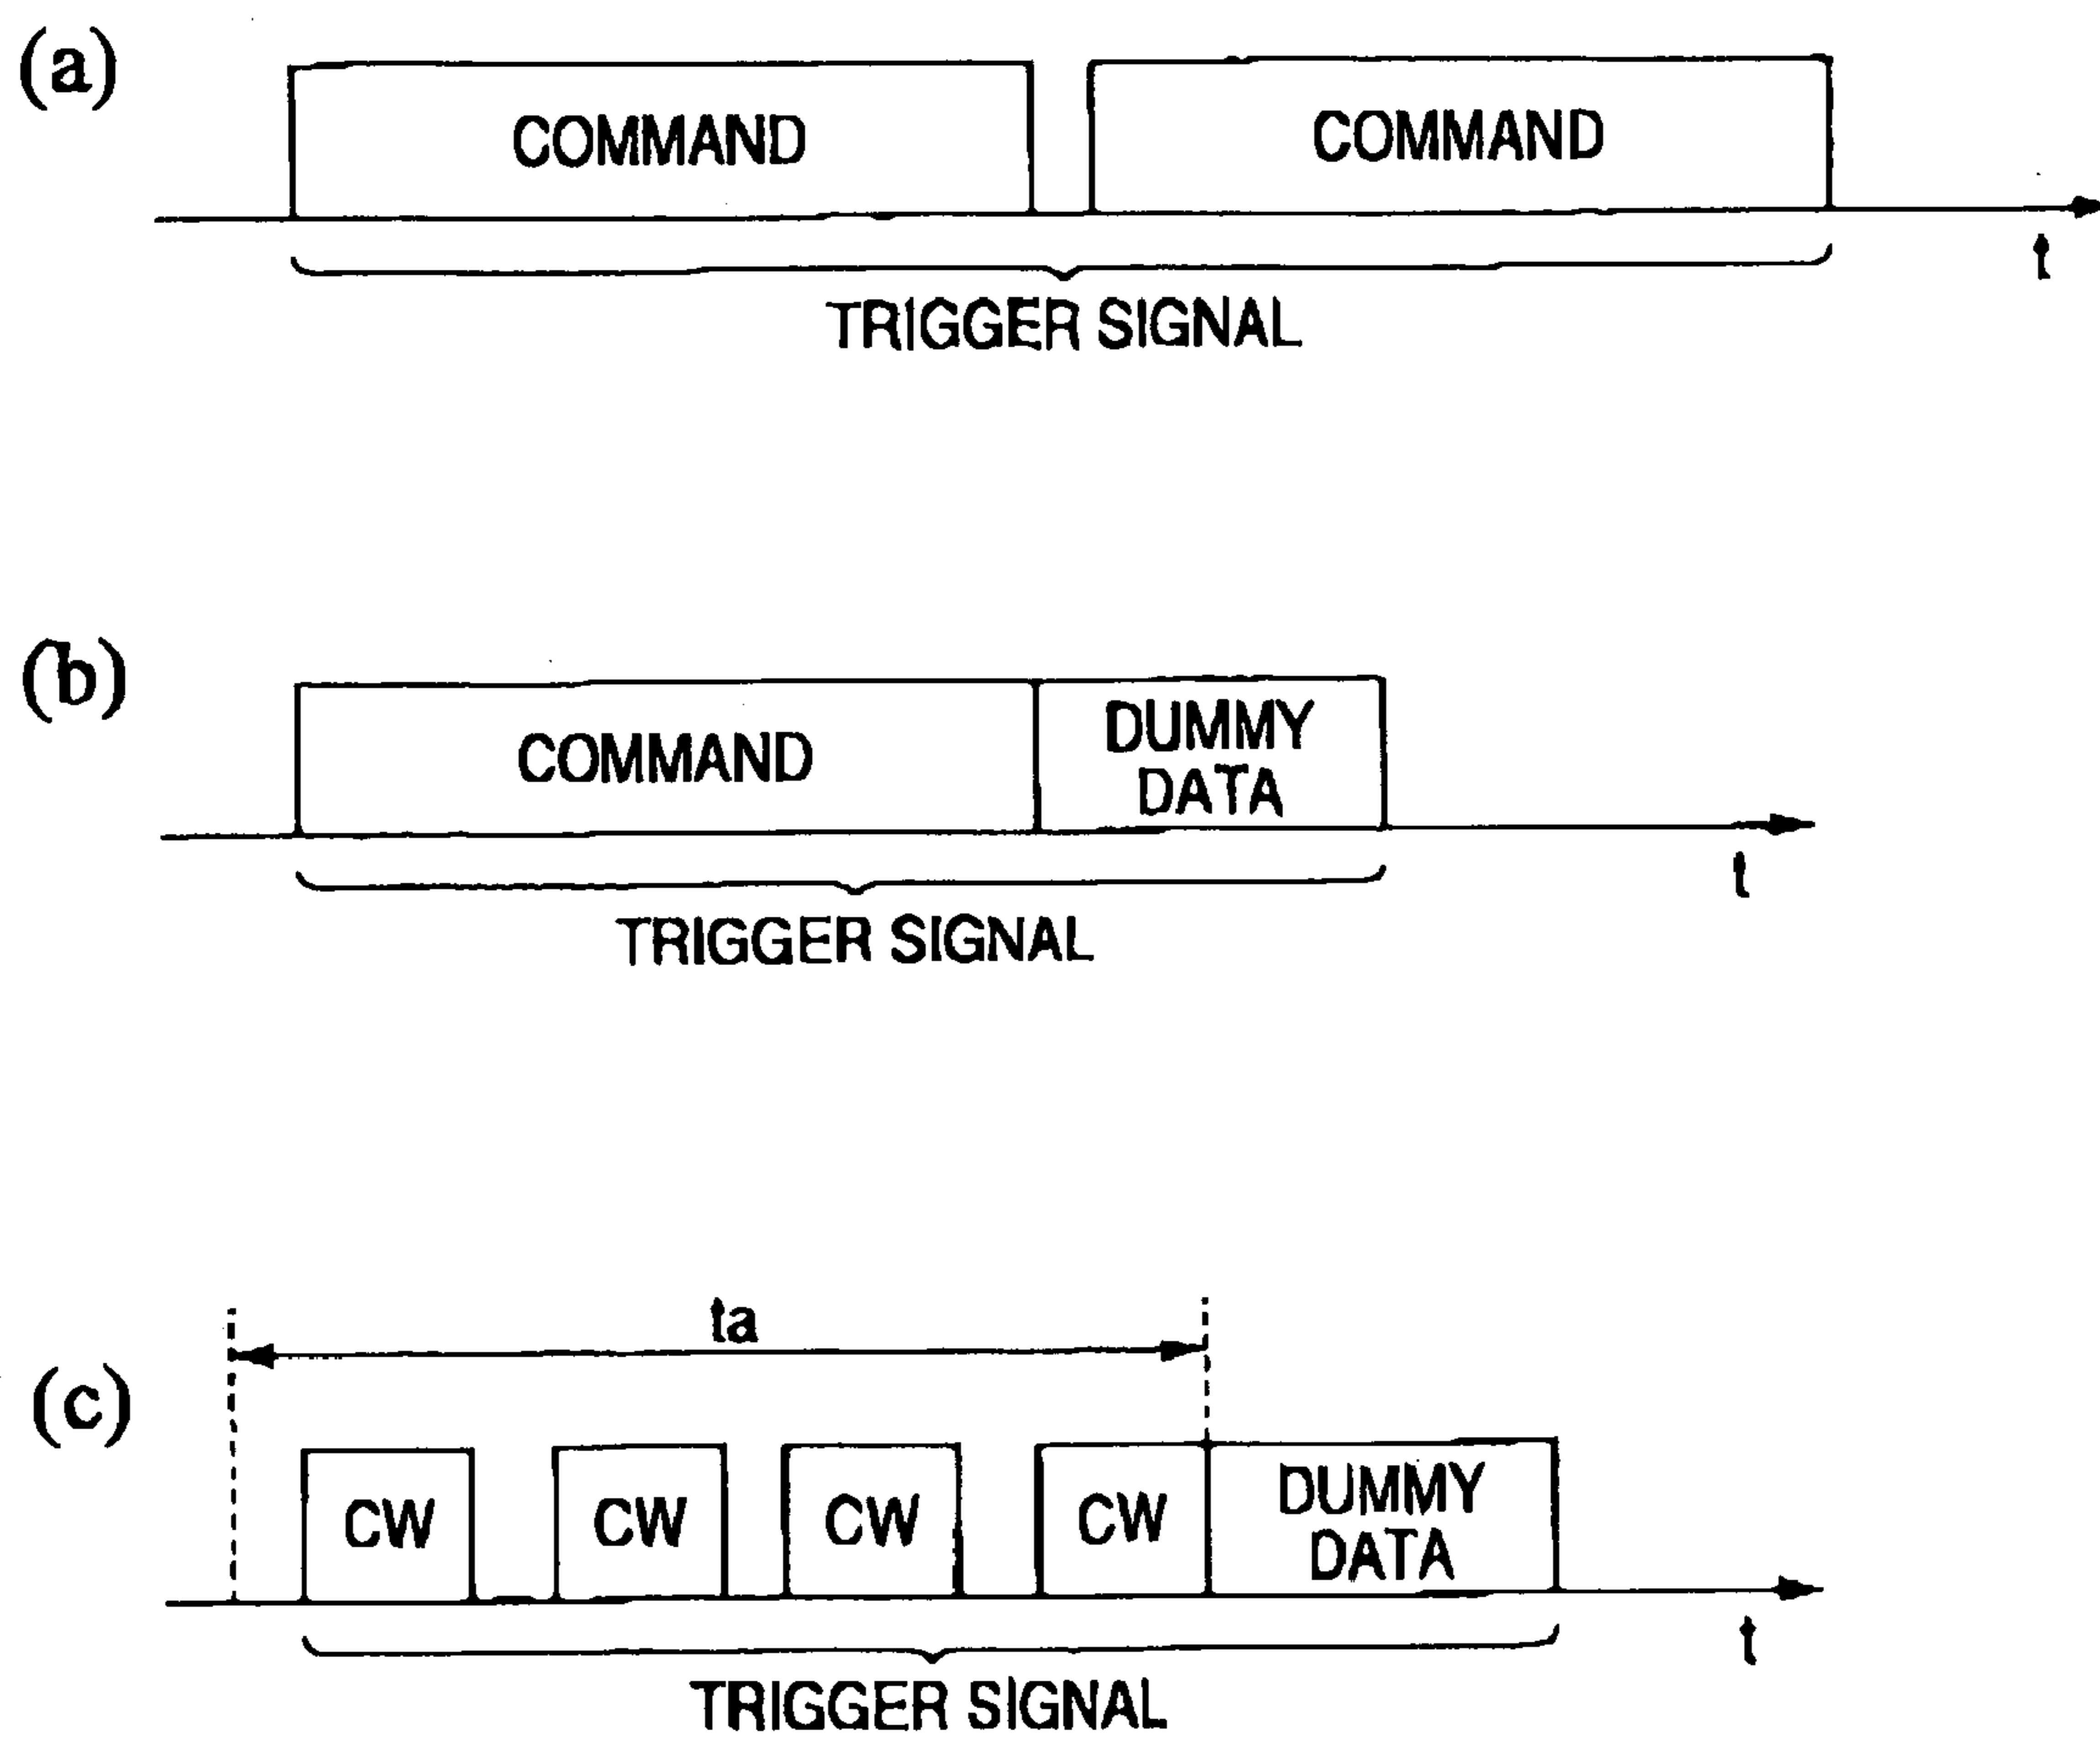 (a)
COMMAND COMMAND
t
TRIGGER SIGNAL
(b)
COMMAND
DUMMY
DATA
t
TRIGGER SIGNAL
ta
(c)
CW CW CW CW
DUMMY
DATA
t
TRIGGER SIGNAL